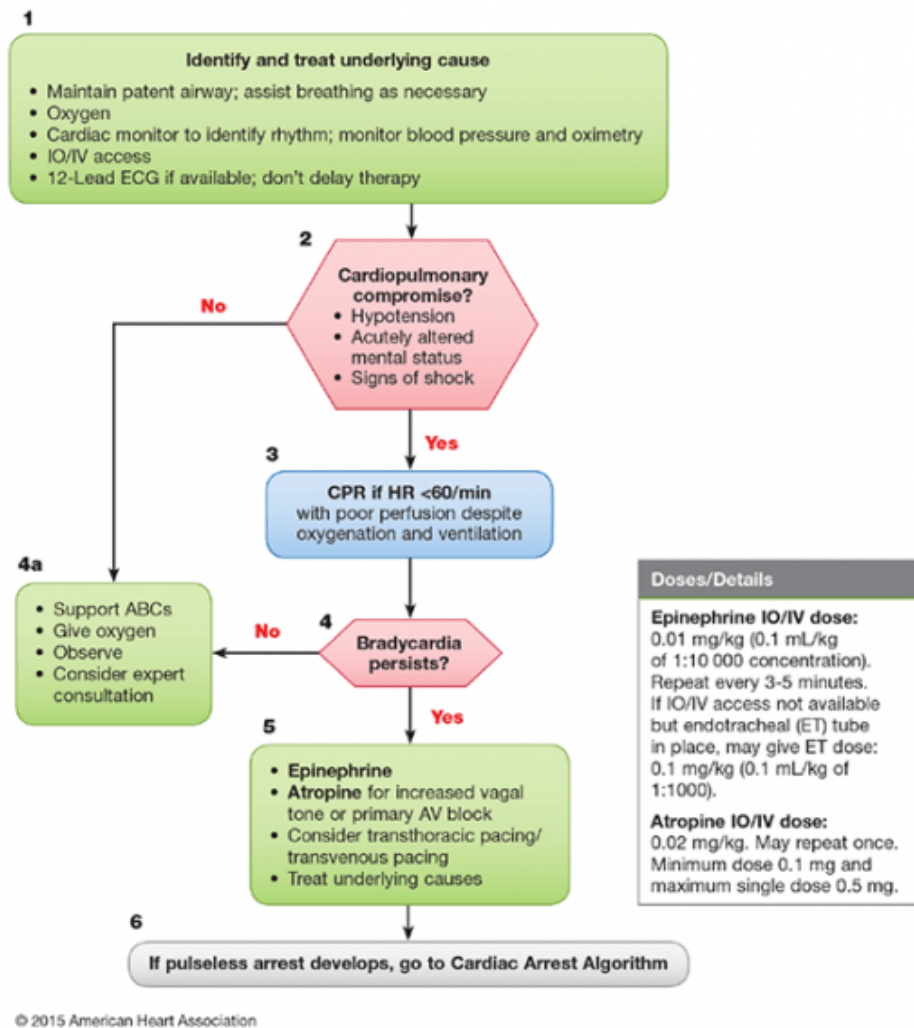 1
Identify and treat underlying cause
• Maintain patent airway; assist breathing as necessary
• Oxygen
• Cardiac monitor to identify rhythm; monitor blood pressure and oximetry
• IO/IV access
• 12-Lead ECG if available; don't delay therapy
2
Cardiopulmonary
compromise?
• Hypotension
• Acutely altered
mental status
• Signs of shock
No
Yes
3
CPR if HR <60/min
with poor perfusion despite
oxygenation and ventilation
4a
• Support ABCs
• Give oxygen
• Observe
• Consider expert
consultation
No
4
Bradycardia
persists?
Yes
5
• Epinephrine
• Atropine for increased vagal
tone or primary AV block
• Consider transthoracic pacing/
transvenous pacing
• Treat underlying causes
6
If pulseless arrest develops, go to Cardiac Arrest Algorithm
Doses/Details
Epinephrine IO/IV dose:
0.01 mg/kg (0.1 mL/kg
of 1:10 000 concentration).
Repeat every 3-5 minutes.
If IO/IV access not available
but endotracheal (ET) tube
in place, may give ET dose:
0.1 mg/kg (0.1 mL/kg of
1:1000).
Atropine IO/IV dose:
0.02 mg/kg. May repeat once.
Minimum dose 0.1 mg and
maximum single dose 0.5 mg.
© 2015 American Heart Association